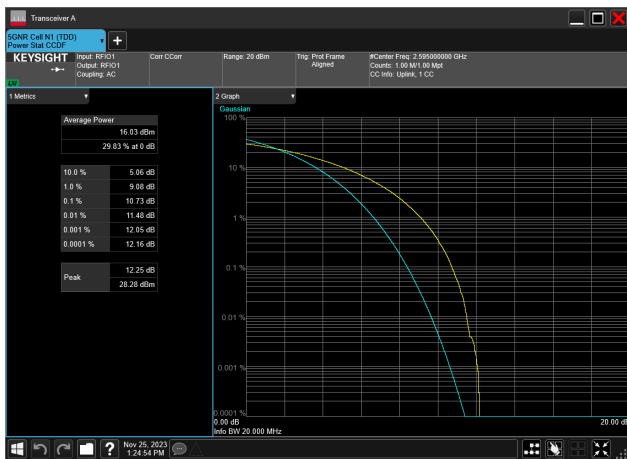 Transceiver A
5GNR Cell N1 (TDD)
Power Stat CCDF
KEYSIGHT
LVI
Input: RFIO1
Output: RFIO1
Coupling: AC
Corr CCorr
Range: 20 dBm
Trig: Prot Frame
Aligned
#Center Freq: 2.595000000 GHz
Counts: 1.00 M/1.00 Mpt
CC Info: Uplink, 1 CC
1 Metrics
Average Power
16.03 dBm
29.83 % at 0 dB
10.0 % 5.06 dB
1.0 % 9.08 dB
0.1 % 10.73 dB
0.01 % 11.48 dB
0.001 % 12.05 dB
0.0001 % 12.16 dB
Peak 12.25 dB
28.28 dBm
2 Graph
Gaussian
100 %
10 %
1 %
0.1 %
0.01 %
0.001 %
0.0001 %
0.00 dB
20.00 dB
Info BW 20.000 MHz
Nov 25, 2023
1:24:54 PM